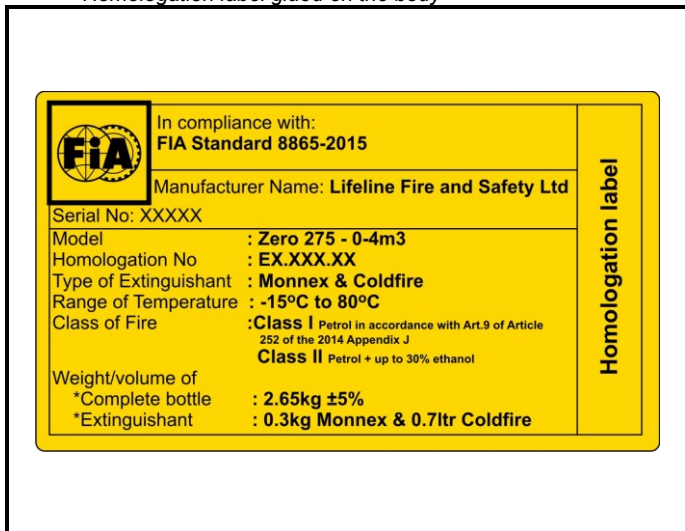 Homologation label glued on the body
FiA
In compliance with:
FIA Standard 8865-2015
Manufacturer Name: Lifeline Fire and Safety Ltd
Serial No: XXXXX
Model : Zero 275 - 0-4m3
Homologation No : EX.XXX.XX
Type of Extinguishant : Monnex & Coldfire
Range of Temperature : -15ºC to 80ºC
Class of Fire :Class I Petrol in accordance with Art.9 of Article
252 of the 2014 Appendix J
Class II Petrol + up to 30% ethanol
Weight/volume of
*Complete bottle : 2.65kg ±5%
*Extinguishant : 0.3kg Monnex & 0.7ltr Coldfire
Homologation label